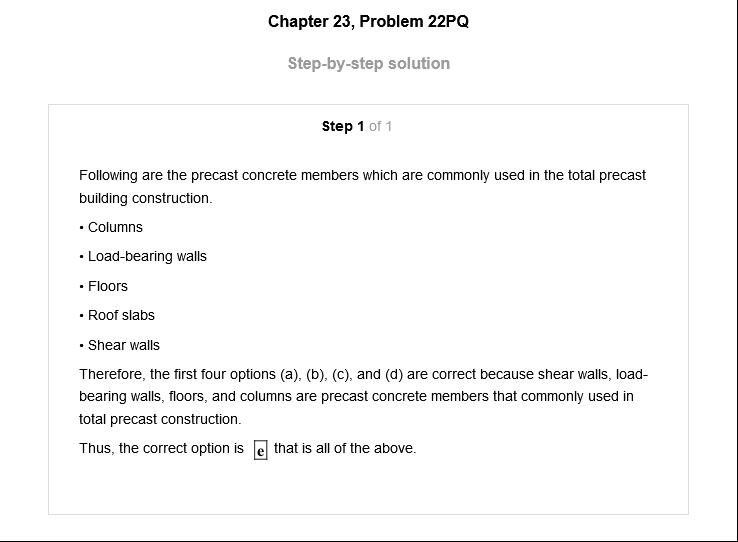 Chapter 23, Problem 22PQ
Step-by-step solution
Step 1 of 1
Following are the precast concrete members which are commonly used in the total precast
building construction.
• Columns
• Load-bearing walls
• Floors
• Roof slabs
• Shear walls
Therefore, the first four options (a), (b), (c), and (d) are correct because shear walls, load-
bearing walls, floors, and columns are precast concrete members that commonly used in
total precast construction.
Thus, the correct option is e that is all of the above.